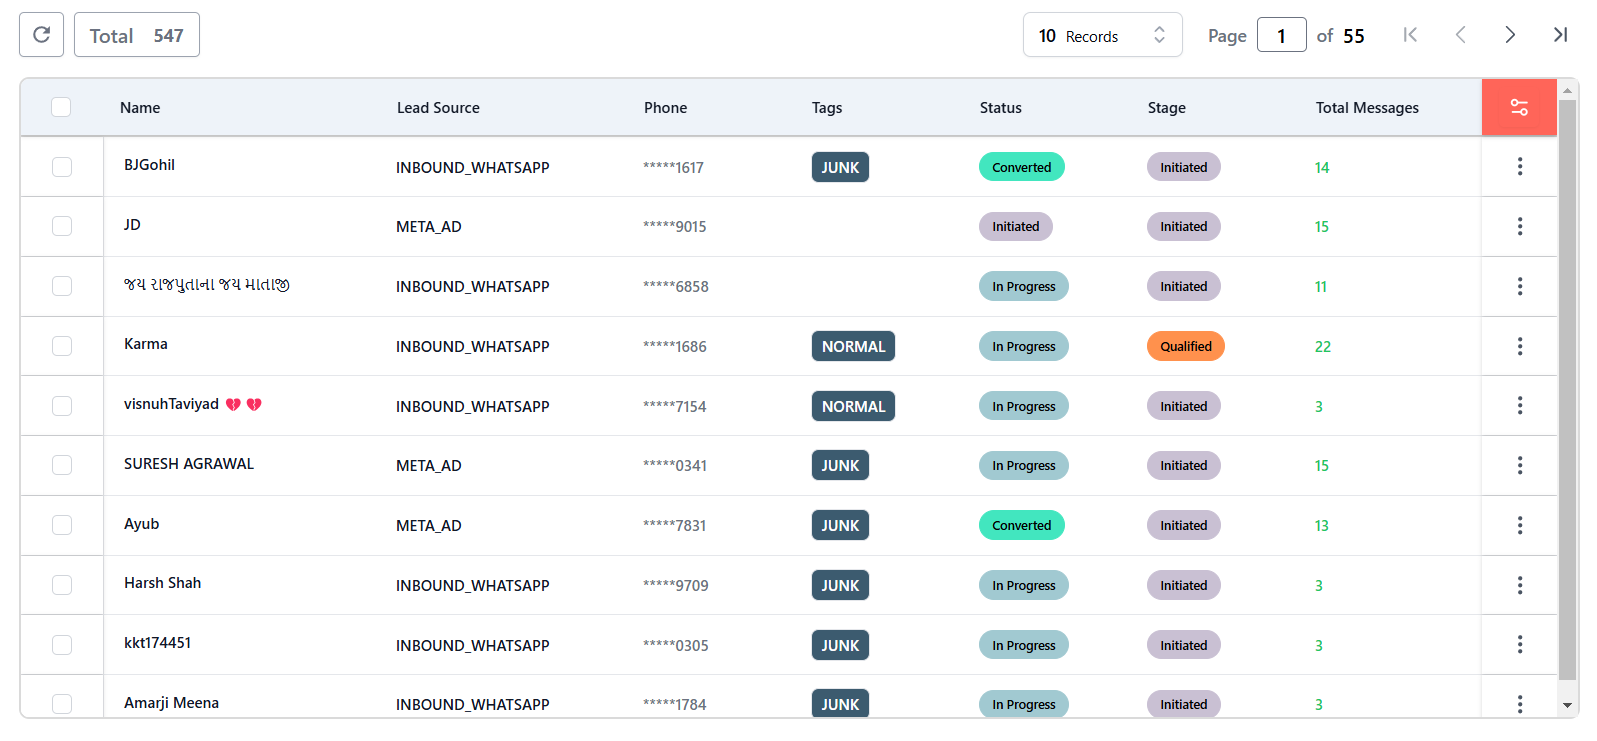 Total 547
10 Records
Page 1 of 55
Name Lead Source Phone Tags Status Stage Total Messages
BJGohil INBOUND_WHATSAPP *****1617 JUNK Converted Initiated 14
JD META_AD *****9015 Initiated Initiated 15
જય રાજપુતાના જય માતાજી INBOUND_WHATSAPP *****6858 In Progress Initiated 11
Karma INBOUND_WHATSAPP *****1686 NORMAL In Progress Qualified 22
visnuhTaviyad 💔 💔 INBOUND_WHATSAPP *****7154 NORMAL In Progress Initiated 3
SURESH AGRAWAL META_AD *****0341 JUNK In Progress Initiated 15
Ayub META_AD *****7831 JUNK Converted Initiated 13
Harsh Shah INBOUND_WHATSAPP *****9709 JUNK In Progress Initiated 3
kkt174451 INBOUND_WHATSAPP *****0305 JUNK In Progress Initiated 3
Amarji Meena INBOUND_WHATSAPP *****1784 JUNK In Progress Initiated 3